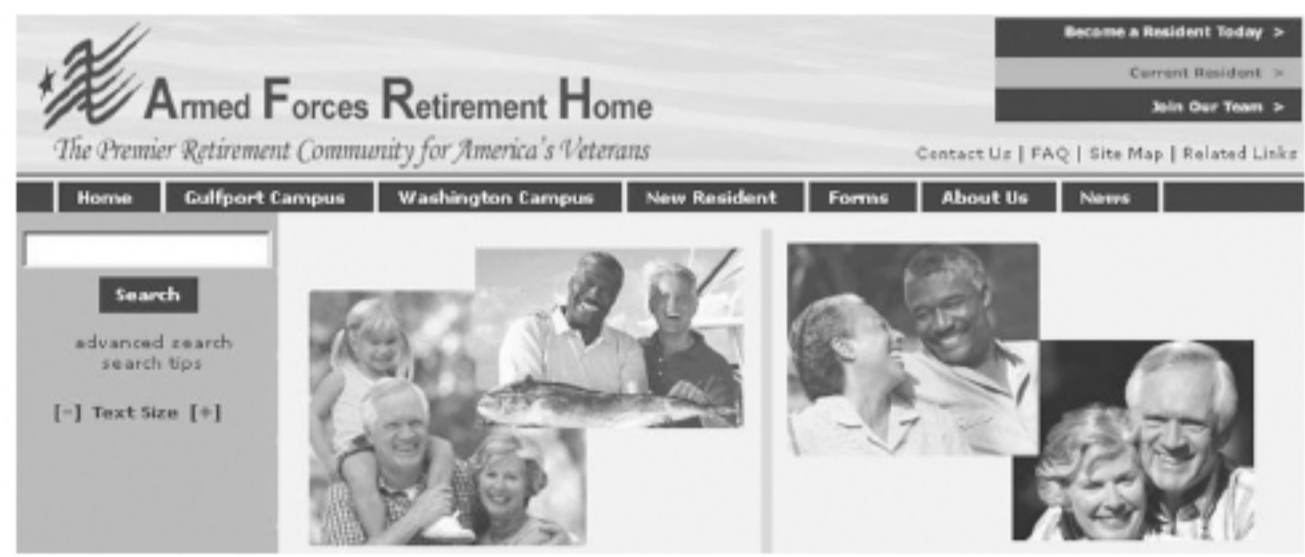 Become a Resident Today >
Current Resident >
Join Our Team >
Armed Forces Retirement Home
The Premier Retirement Community for America's Veterans
Contact Us | FAQ | Site Map | Related Links
Home Gulfport Campus Washington Campus New Resident Forms About Us News
Search
advanced search
search tips
[-] Text Size [+]